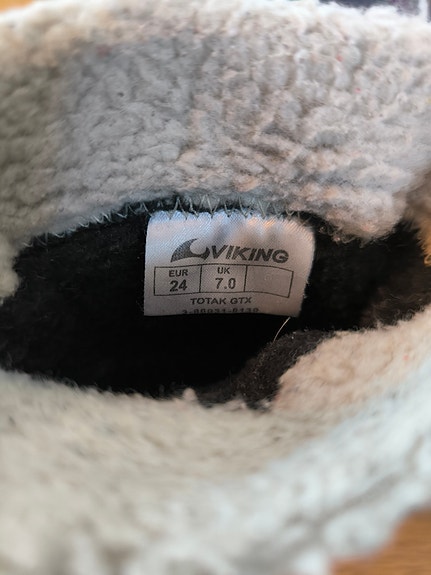 VIKING
EUR UK
24 7.0
TOTAK GTX